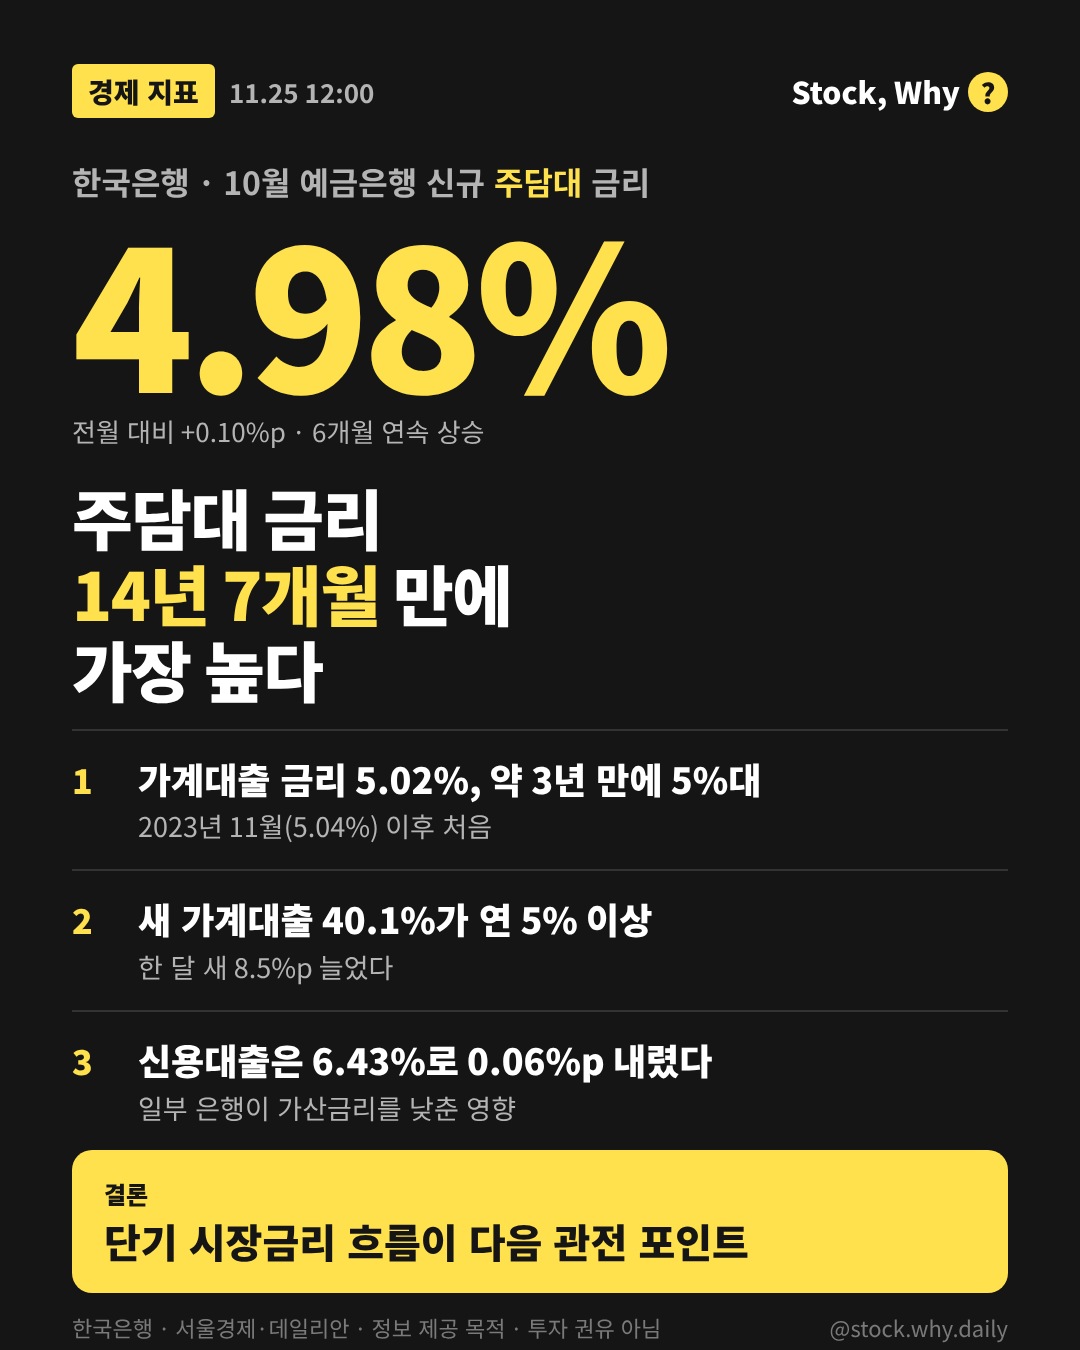 경제 지표 11.25 12:00 Stock, Why ?
한국은행 · 10월 예금은행 신규 주담대 금리
4.98%
전월 대비 +0.10%p · 6개월 연속 상승
주담대 금리
14년 7개월 만에
가장 높다
1 가계대출 금리 5.02%, 약 3년 만에 5%대
2023년 11월(5.04%) 이후 처음
2 새 가계대출 40.1%가 연 5% 이상
한 달 새 8.5%p 늘었다
3 신용대출은 6.43%로 0.06%p 내렸다
일부 은행이 가산금리를 낮춘 영향
결론
단기 시장금리 흐름이 다음 관전 포인트
한국은행 · 서울경제·데일리안 · 정보 제공 목적 · 투자 권유 아님 @stock.why.daily